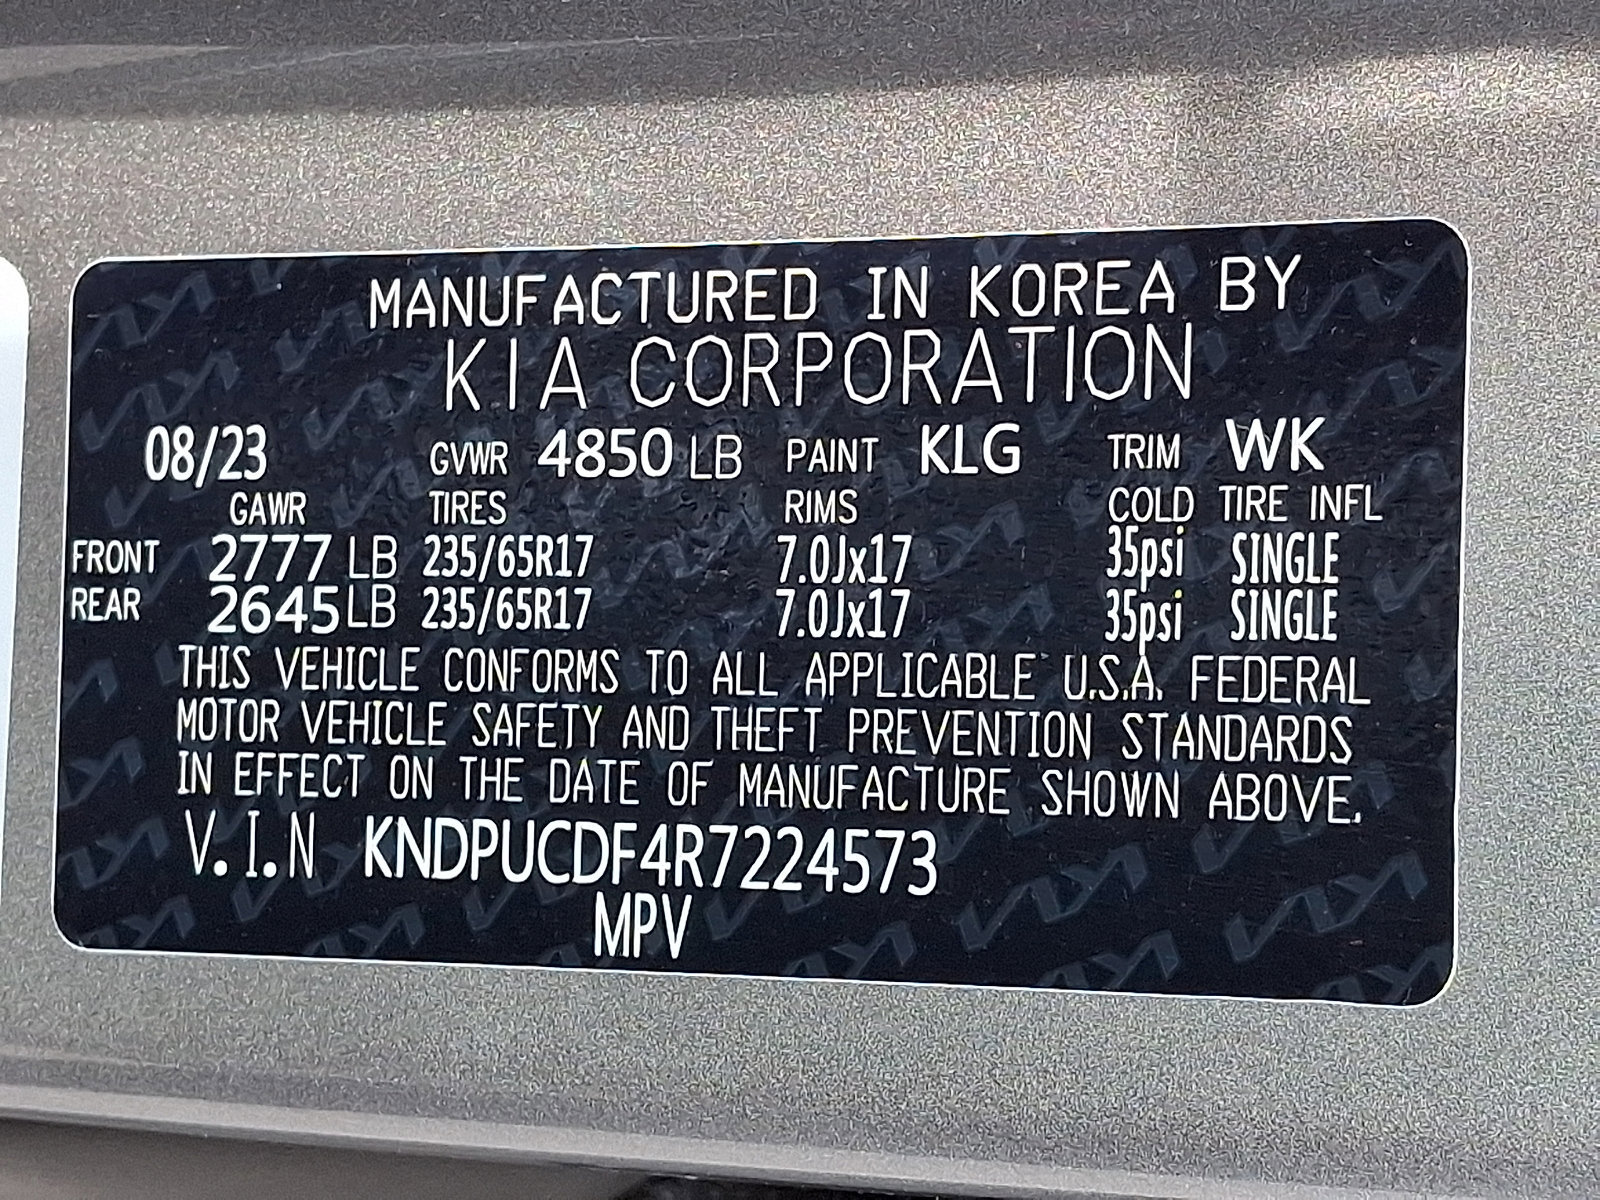 MANUFACTURED IN KOREA BY
KIA CORPORATION
08/23 GVWR 4850 LB PAINT KLG TRIM WK
GAWR TIRES RIMS COLD TIRE INFL
FRONT 2777 LB 235/65R17 7.0Jx17 35psi SINGLE
REAR 2645 LB 235/65R17 7.0Jx17 35psi SINGLE
THIS VEHICLE CONFORMS TO ALL APPLICABLE U.S.A. FEDERAL
MOTOR VEHICLE SAFETY AND THEFT PREVENTION STANDARDS
IN EFFECT ON THE DATE OF MANUFACTURE SHOWN ABOVE.
V.I.N KNDPUCDF4R7224573
MPV